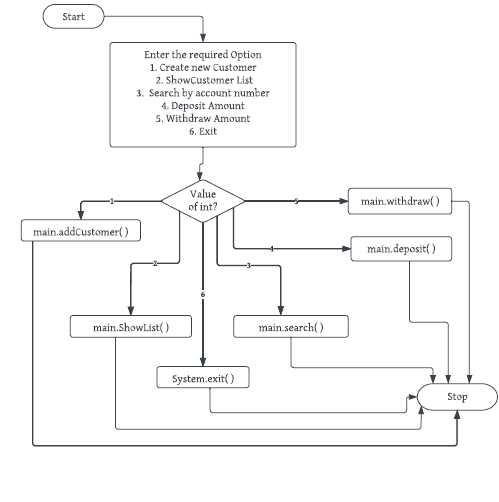 Start
Enter the required Option
1. Create new Customer
2. ShowCustomer List
3. Search by account number
4. Deposit Amount
5. Withdraw Amount
6. Exit
Value
of int?
1
5
main.withdraw( )
main.addCustomer( )
4
main.deposit( )
2
3
6
main.ShowList( )
main.search( )
System.exit( )
Stop